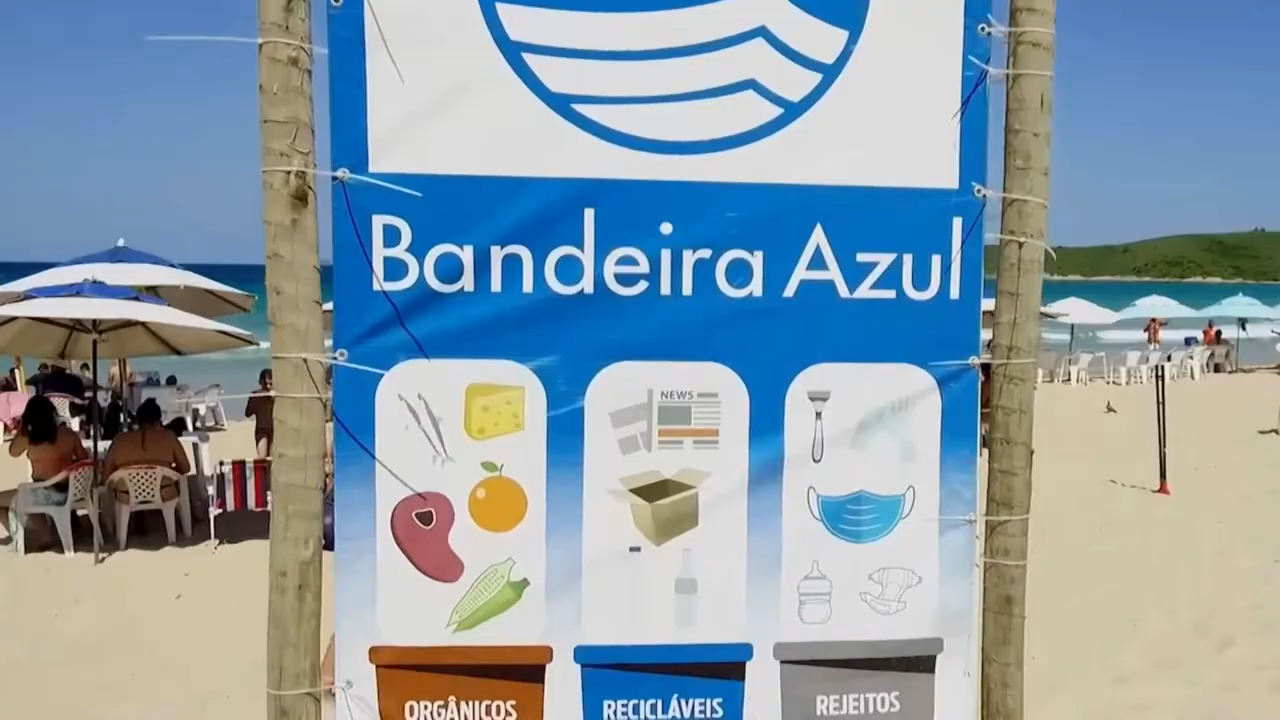 Bandeira Azul
NEWS
ORGÂNICOS
RECICLÁVEIS
REJEITOS